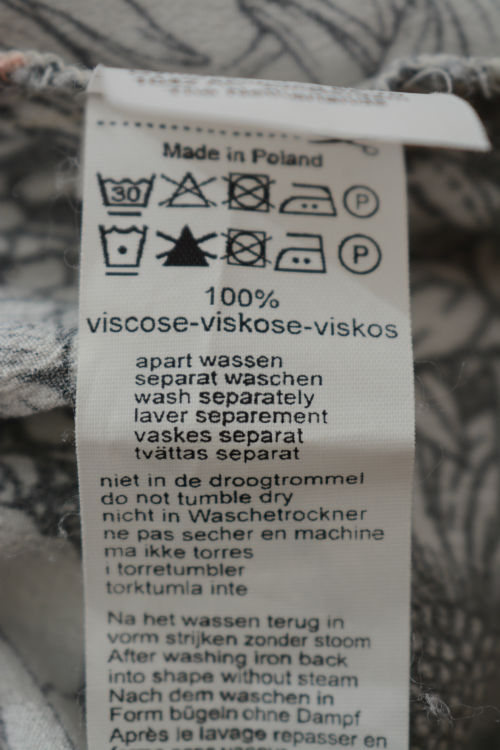 Made in Poland
30
P
P
100%
viscose-viskose-viskos
apart wassen
separat waschen
wash separately
laver separement
vaskes separat
tvättas separat
niet in de droogtrommel
do not tumble dry
nicht in Waschetrockner
ne pas secher en machine
ma ikke torres
i torretumbler
torktumla inte
Na het wassen terug in
vorm strijken zonder stoom
After washing iron back
into shape without steam
Nach dem waschen in
Form bügeln ohne Dampf
Après le lavage repasser en